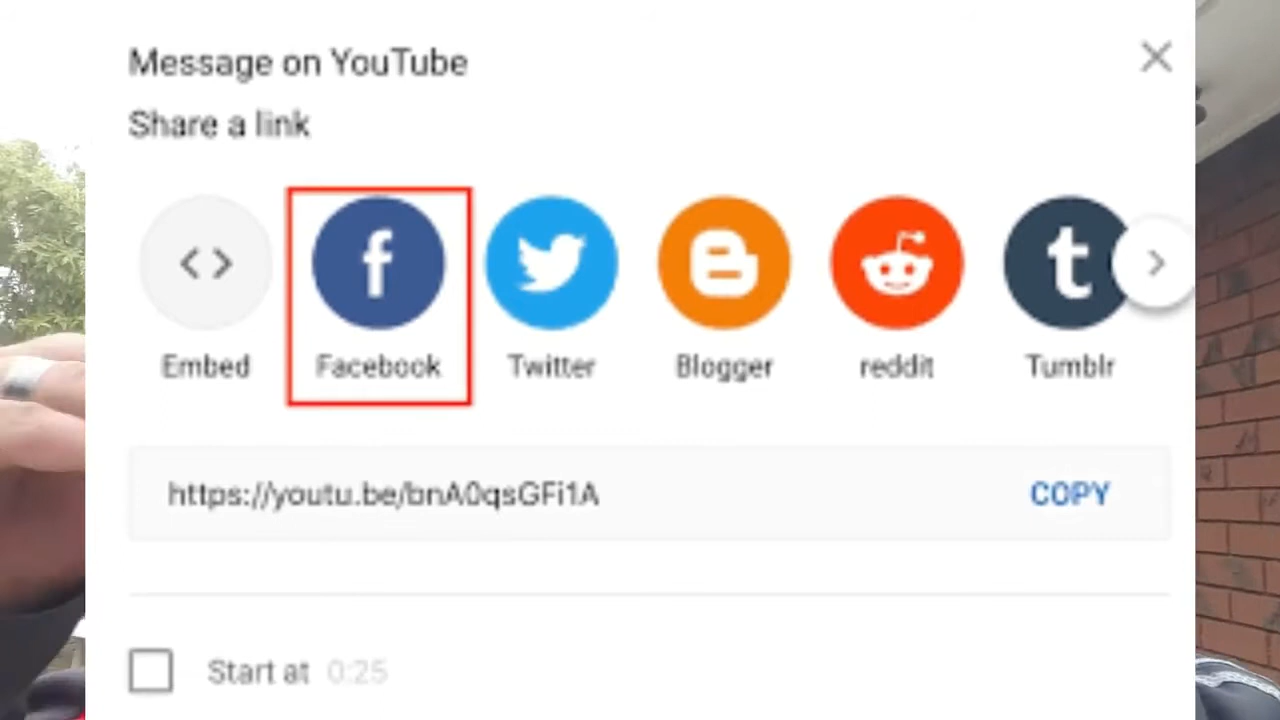 Message on YouTube
Share a link
Embed Facebook Twitter Blogger reddit Tumblr
https://youtu.be/bnA0qsGFi1A COPY
Start at 0:25